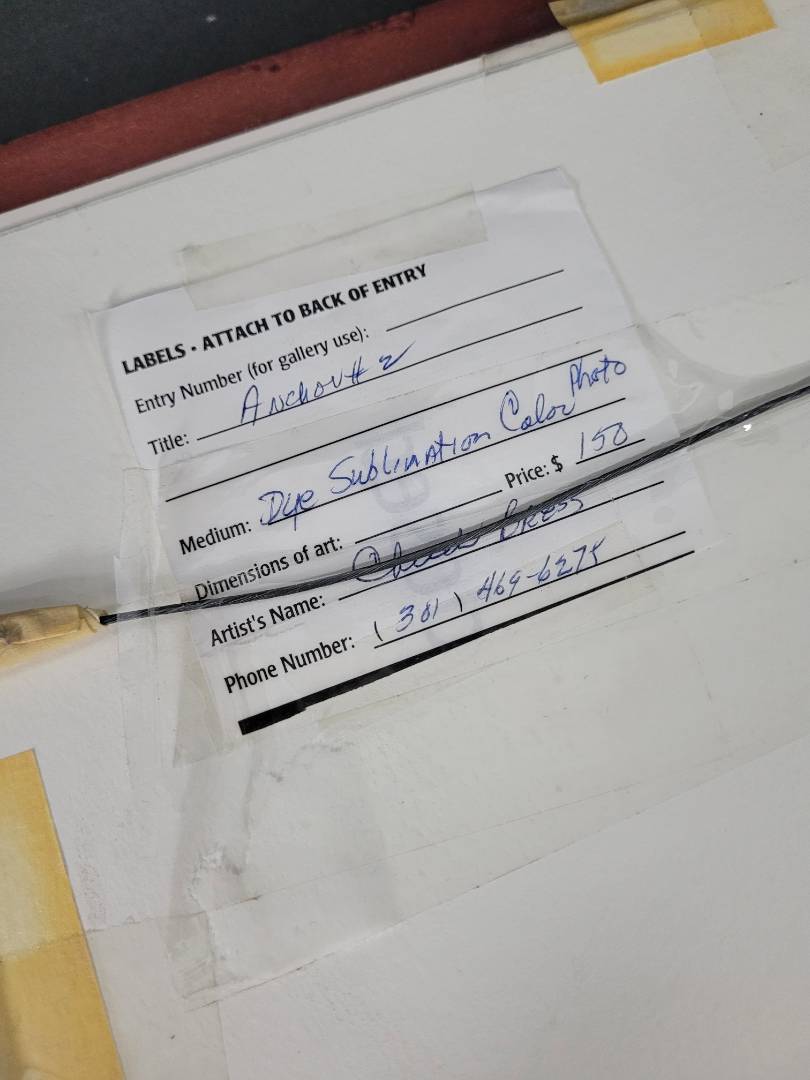 LABELS • ATTACH TO BACK OF ENTRY
Entry Number (for gallery use):
Title: Anchor # 2
Medium: Dye Sublimation Color Photo
Dimensions of art: Price: $ 150
Artist's Name: Bress
Phone Number: (301) 469-6275